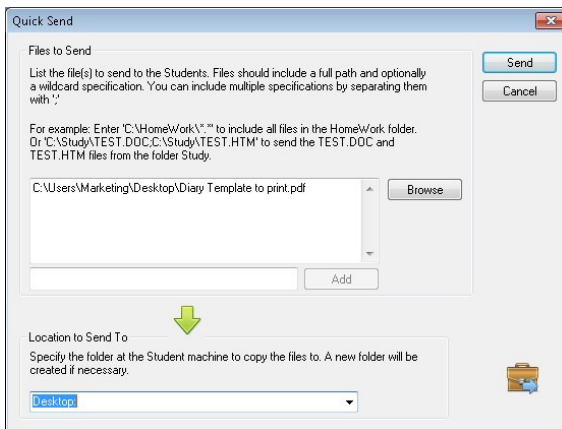 Quick Send
Files to Send
List the file(s) to send to the Students. Files should include a full path and optionally
a wildcard specification. You can include multiple specifications by separating them
with ';'
For example: Enter 'C:\HomeWork\*.*' to include all files in the HomeWork folder.
Or 'C:\Study\TEST.DOC;C:\Study\TEST.HTM' to send the TEST.DOC and
TEST.HTM files from the folder Study.
C:\Users\Marketing\Desktop\Diary Template to print.pdf
Browse
Add
Send
Cancel
Location to Send To
Specify the folder at the Student machine to copy the files to. A new folder will be
created if necessary.
Desktop: